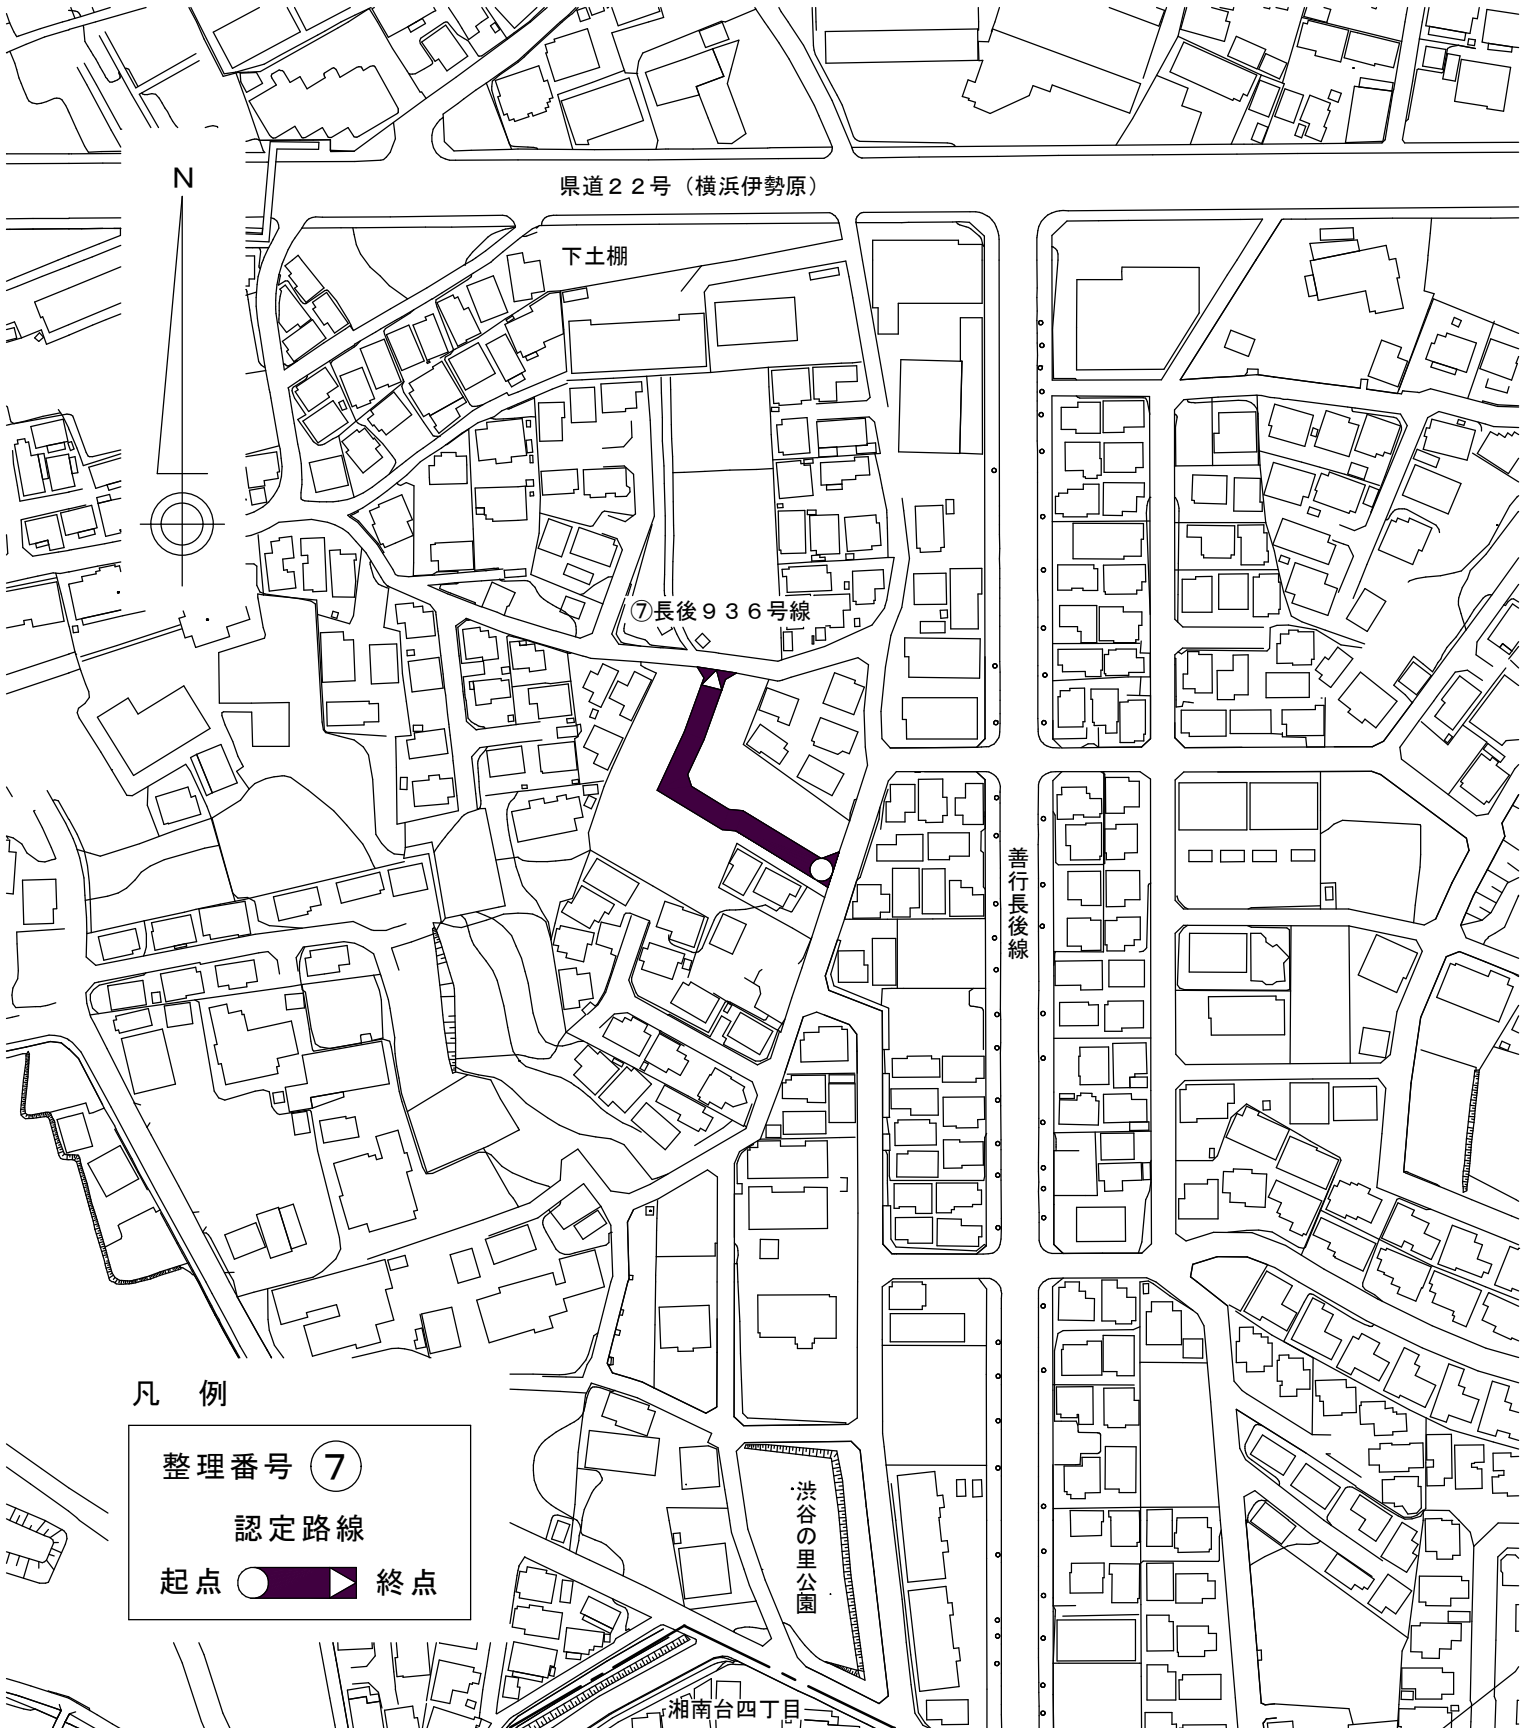 N
県道２２号（横浜伊勢原）
下土棚
⑦長後９３６号線
善行長後線
凡 例
整理番号 ⑦
認定路線
起点 終点
渋谷の里公園
湘南台四丁目